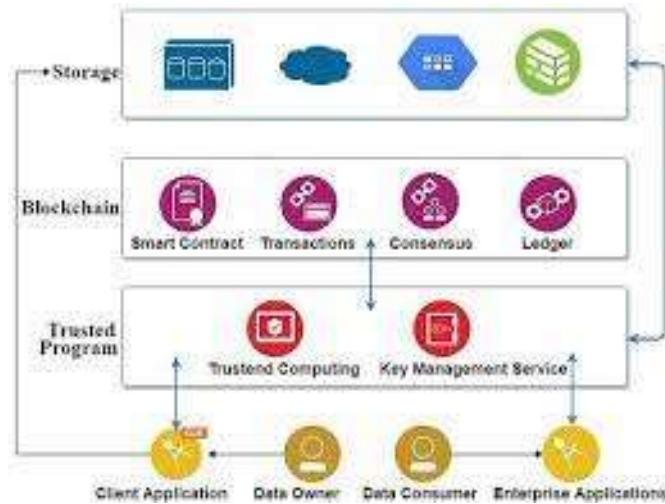 Storage
Blockchain
Smart Contract
Transactions
Consensus
Ledger
Trusted
Program
Trustend Computing
Key Management Service
Client Application
Data Owner
Data Consumer
Enterprise Applications